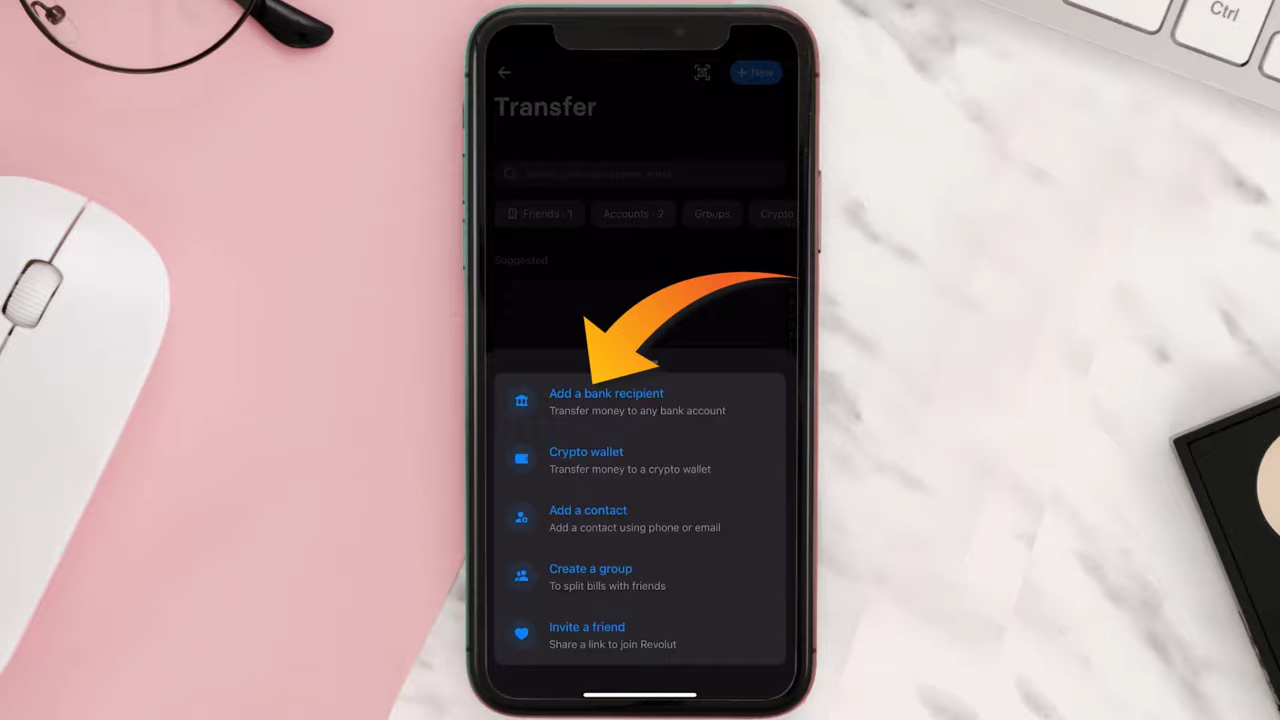 Ctrl
+ New
Transfer
Friends · 1
Accounts · 2
Groups
Crypto
Suggested
Add a bank recipient
Transfer money to any bank account
Crypto wallet
Transfer money to a crypto wallet
Add a contact
Add a contact using phone or email
Create a group
To split bills with friends
Invite a friend
Share a link to join Revolut